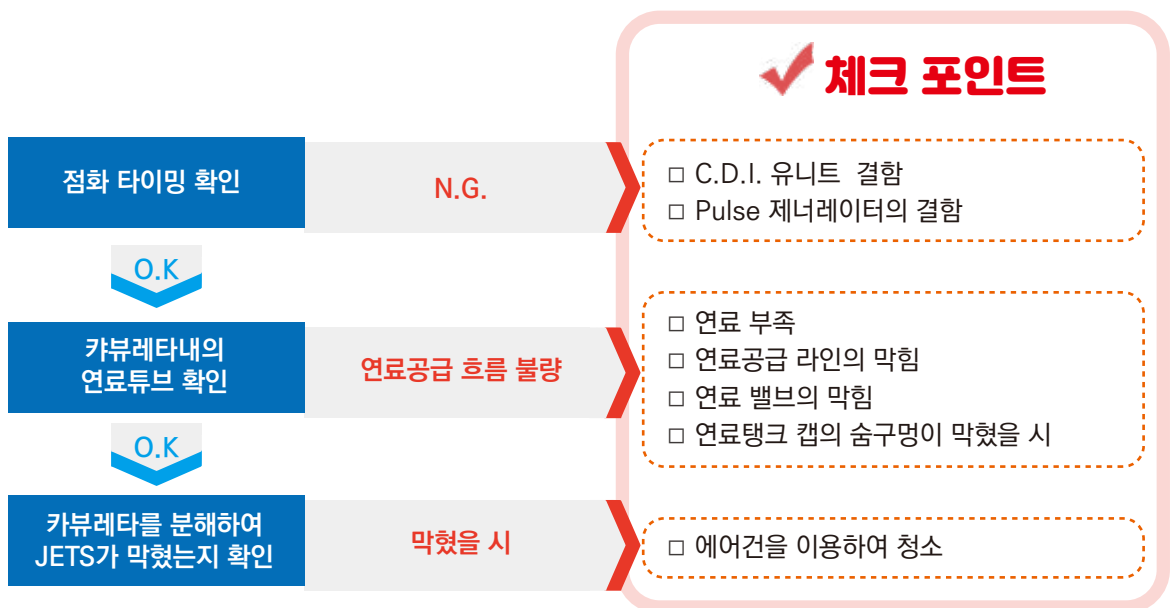 체크 포인트
점화 타이밍 확인
N.G.
□ C.D.I. 유니트 결함
□ Pulse 제너레이터의 결함
O.K
캬뷰레타내의
연료튜브 확인
연료공급 흐름 불량
□ 연료 부족
□ 연료공급 라인의 막힘
□ 연료 밸브의 막힘
□ 연료탱크 캡의 숨구멍이 막혔을 시
O.K
카뷰레타를 분해하여
JETS가 막혔는지 확인
막혔을 시
□ 에어건을 이용하여 청소